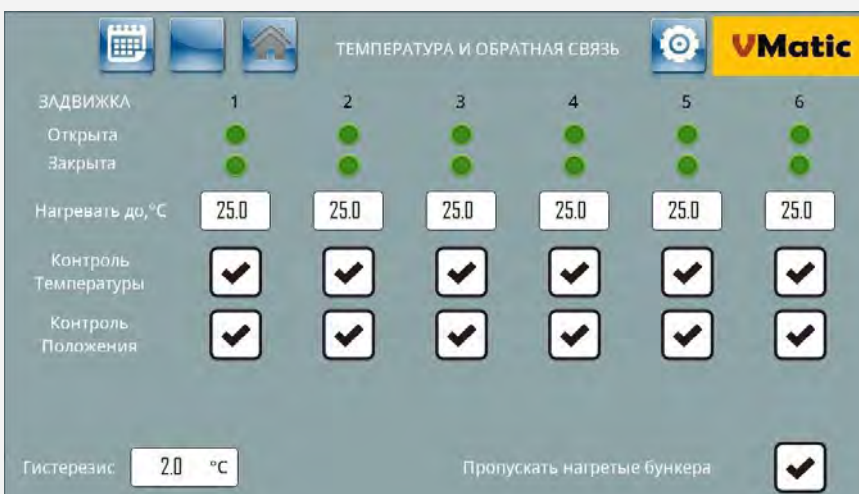 ТЕМПЕРАТУРА И ОБРАТНАЯ СВЯЗЬ
VMatic
ЗАДВИЖКА 1 2 3 4 5 6
Открыта
Закрыта
Нагревать до,°C 25.0 25.0 25.0 25.0 25.0 25.0
Контроль
Температуры
Контроль
Положения
Гистерезис 2.0 °C Пропускать нагретые бункера